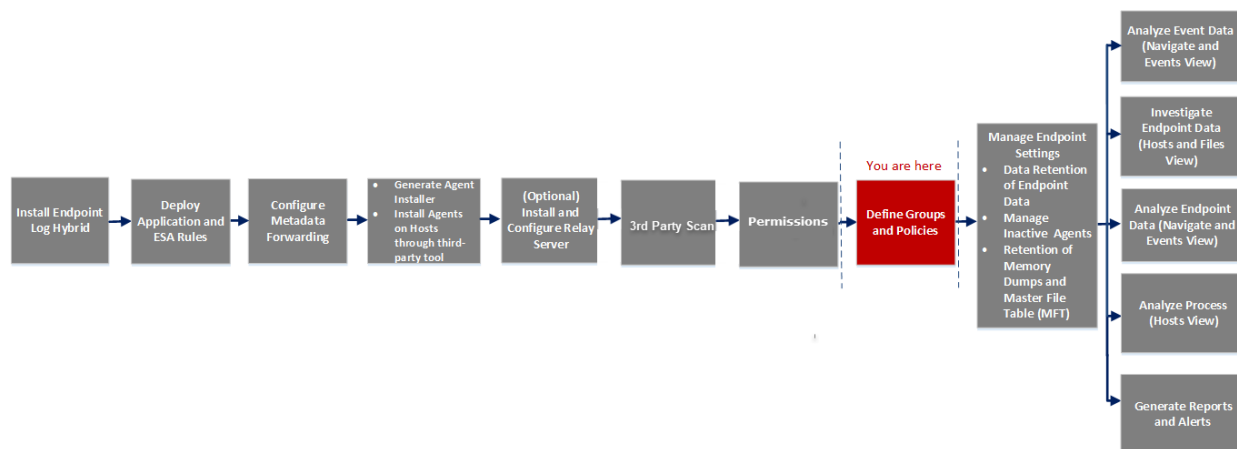 Install Endpoint
Log Hybrid
Deploy
Application and
ESA Rules
Configure
Metadata
Forwarding
• Generate Agent
Installer
• Install Agents
on Hosts
through third-
party tool
(Optional)
Install and
Configure Relay
Server
3rd Party Scan
Permissions
You are here
Define Groups
and Policies
Manage Endpoint
Settings
• Data Retention
of Endpoint
Data
• Manage
Inactive Agents
• Retention of
Memory
Dumps and
Master File
Table (MFT)
Analyze Event Data
(Navigate and
Events View)
Investigate
Endpoint Data
(Hosts and Files
View)
Analyze Endpoint
Data (Navigate and
Events View)
Analyze Process
(Hosts View)
Generate Reports
and Alerts